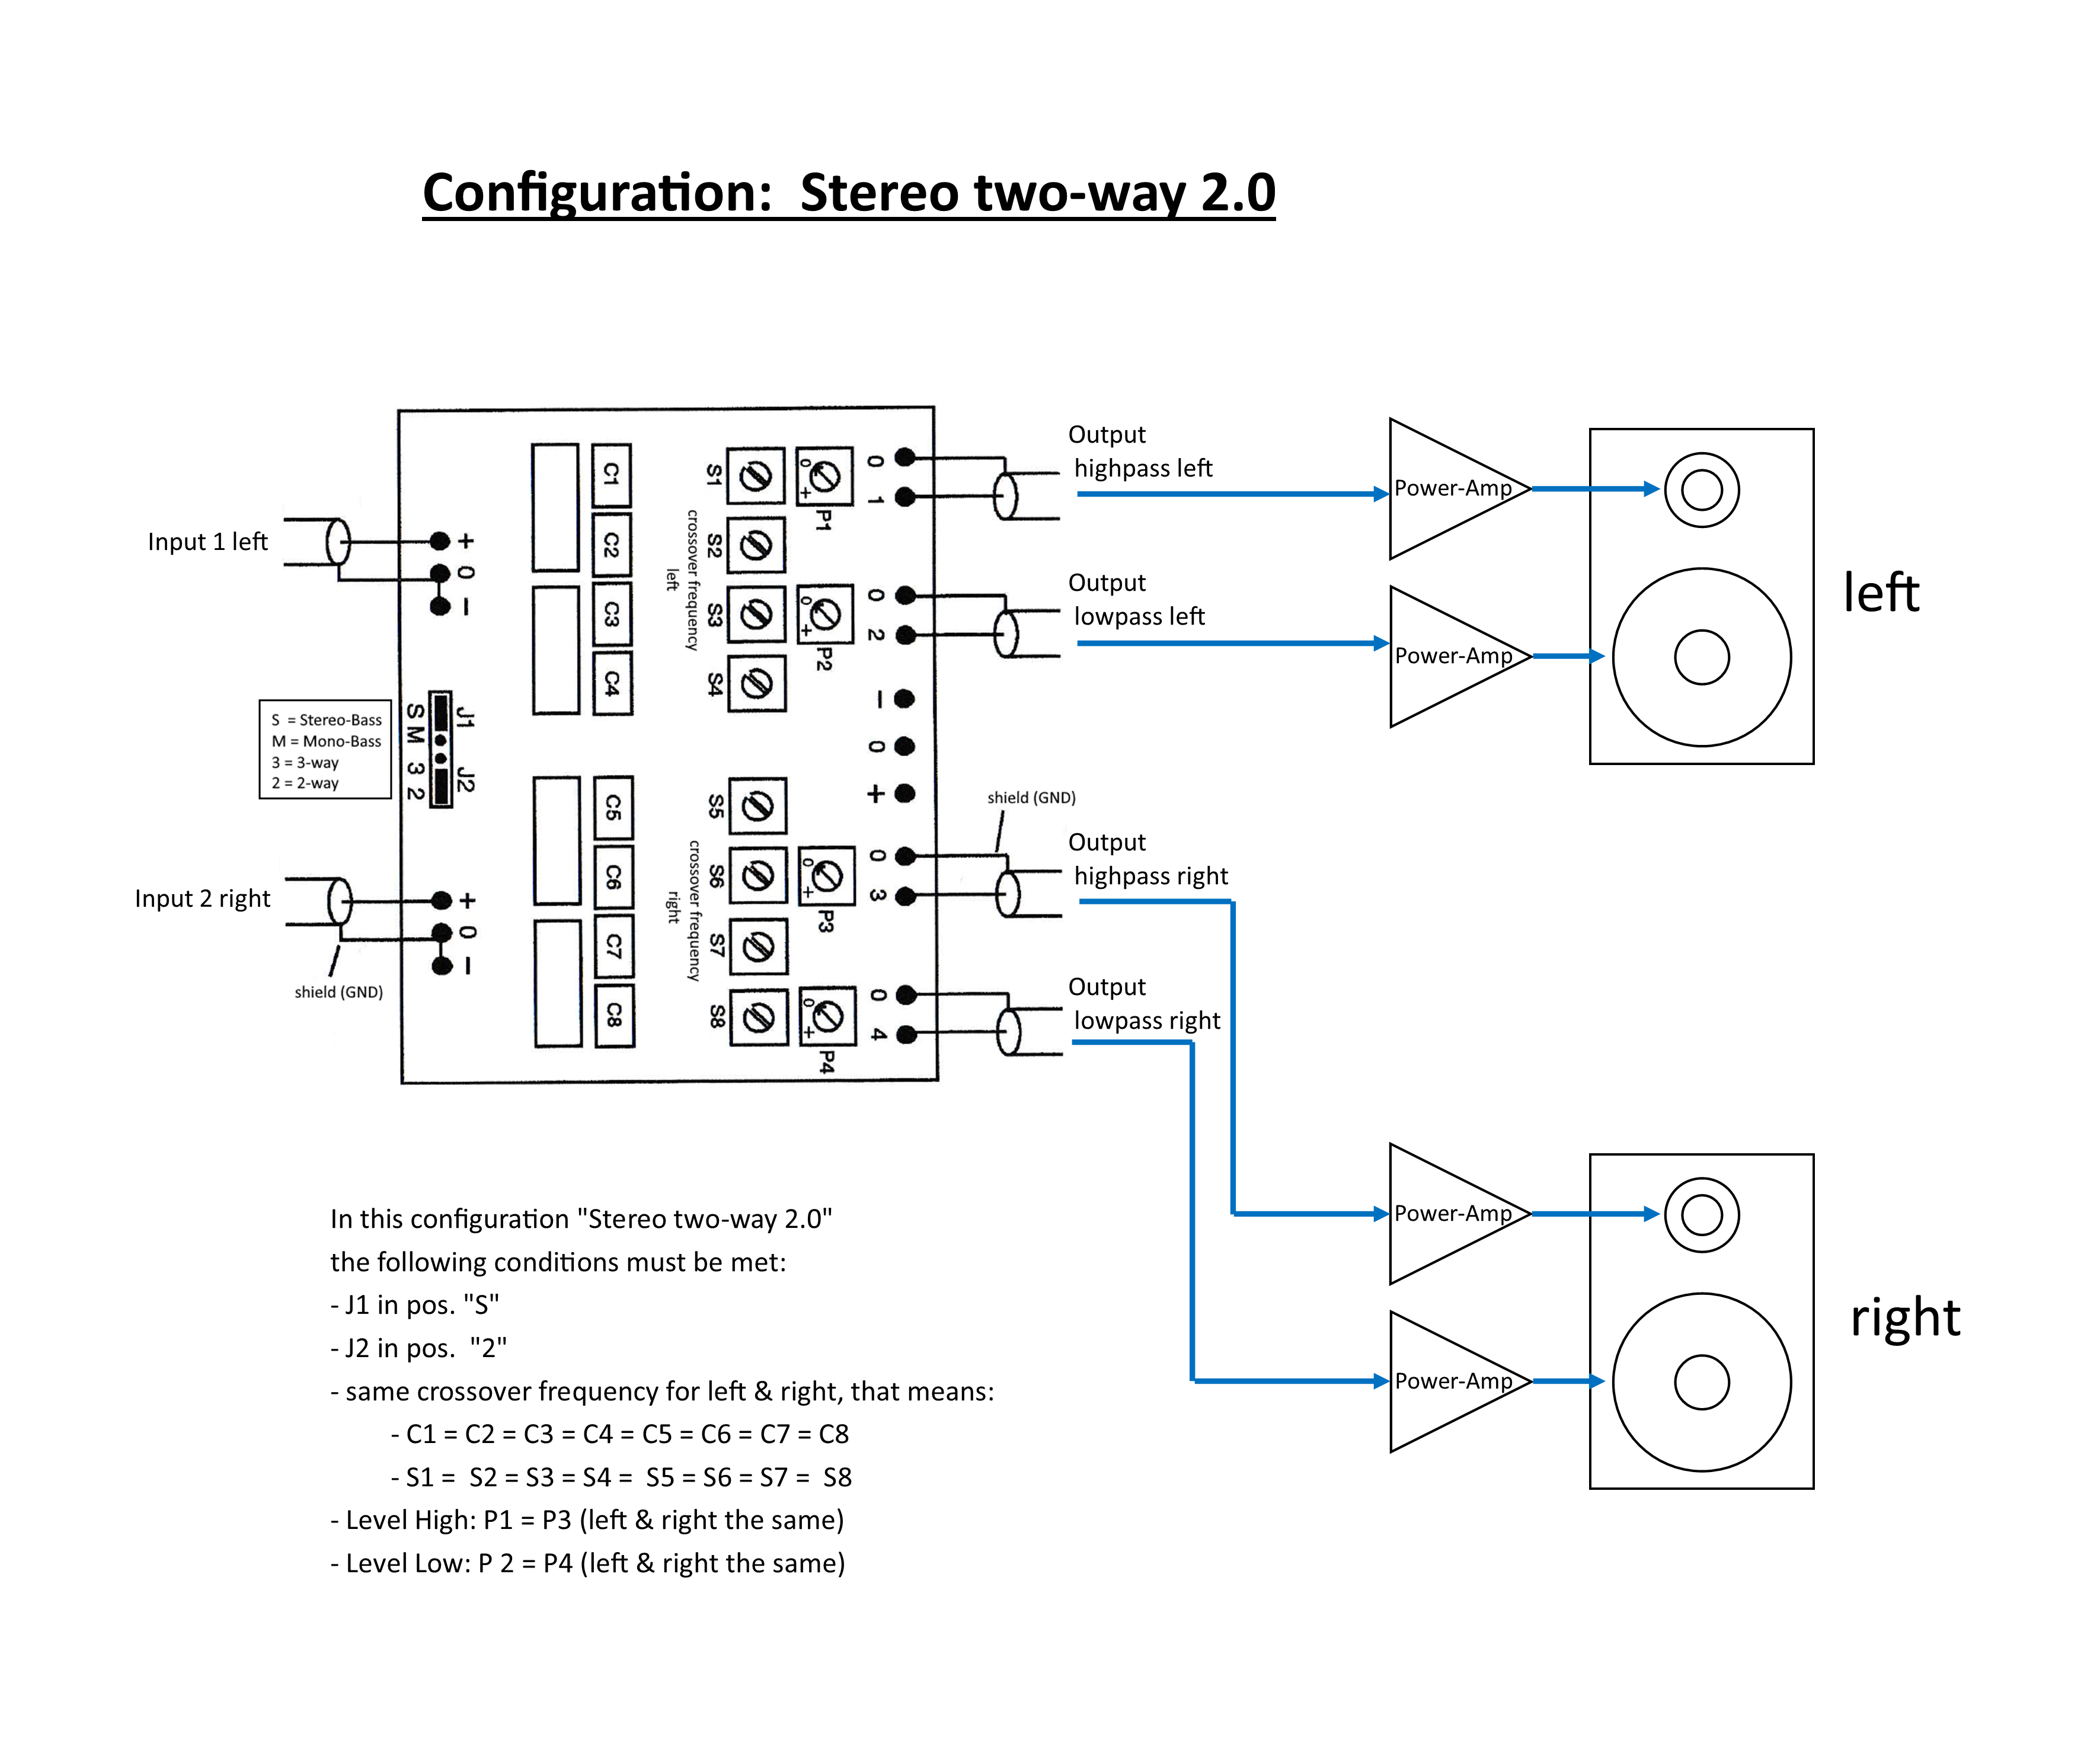 Configuration:  Stereo two-way 2.0
Input 1 left
+
0
−
S  = Stereo-Bass
M = Mono-Bass
3 = 3-way
2 = 2-way
S M 3 2
J1
J2
Input 2 right
+
0
−
shield (GND)
C1
C2
C3
C4
C5
C6
C7
C8
crossover frequency
left
crossover frequency
right
S1
S2
S3
S4
S5
S6
S7
S8
0
+
P1
0
+
P2
0
+
P3
0
+
P4
0
1
0
2
−
0
+
0
3
0
4
Output
highpass left
Output
lowpass left
shield (GND)
Output
highpass right
Output
lowpass right
Power-Amp
Power-Amp
left
Power-Amp
Power-Amp
right
In this configuration "Stereo two-way 2.0"
the following conditions must be met:
- J1 in pos. "S"
- J2 in pos.  "2"
- same crossover frequency for left & right, that means:
- C1 = C2 = C3 = C4 = C5 = C6 = C7 = C8
- S1 =  S2 = S3 = S4 =  S5 = S6 = S7 =  S8
- Level High: P1 = P3 (left & right the same)
- Level Low: P 2 = P4 (left & right the same)